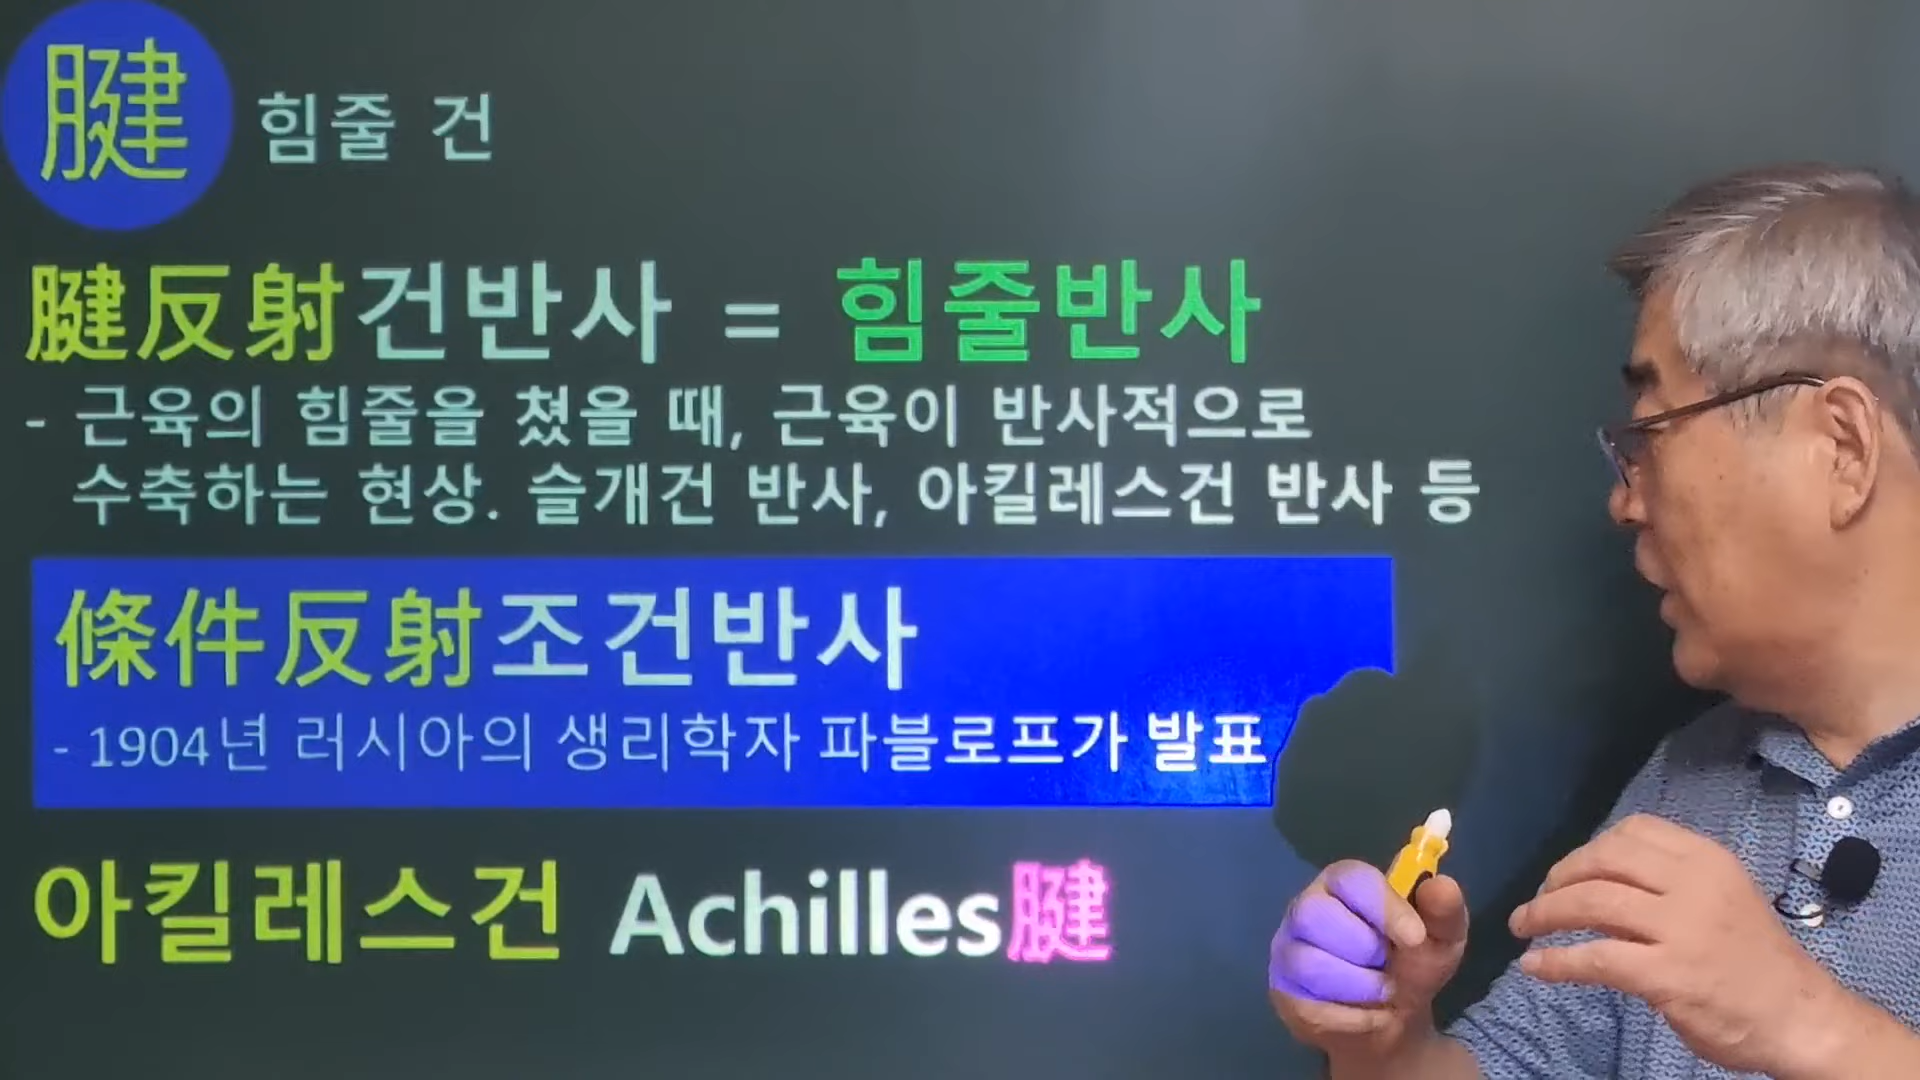 腱 힘줄 건
腱反射건반사 = 힘줄반사
- 근육의 힘줄을 쳤을 때, 근육이 반사적으로
수축하는 현상. 슬개건 반사, 아킬레스건 반사 등
條件反射조건반사
- 1904년 러시아의 생리학자 파블로프가 발표
아킬레스건 Achilles腱